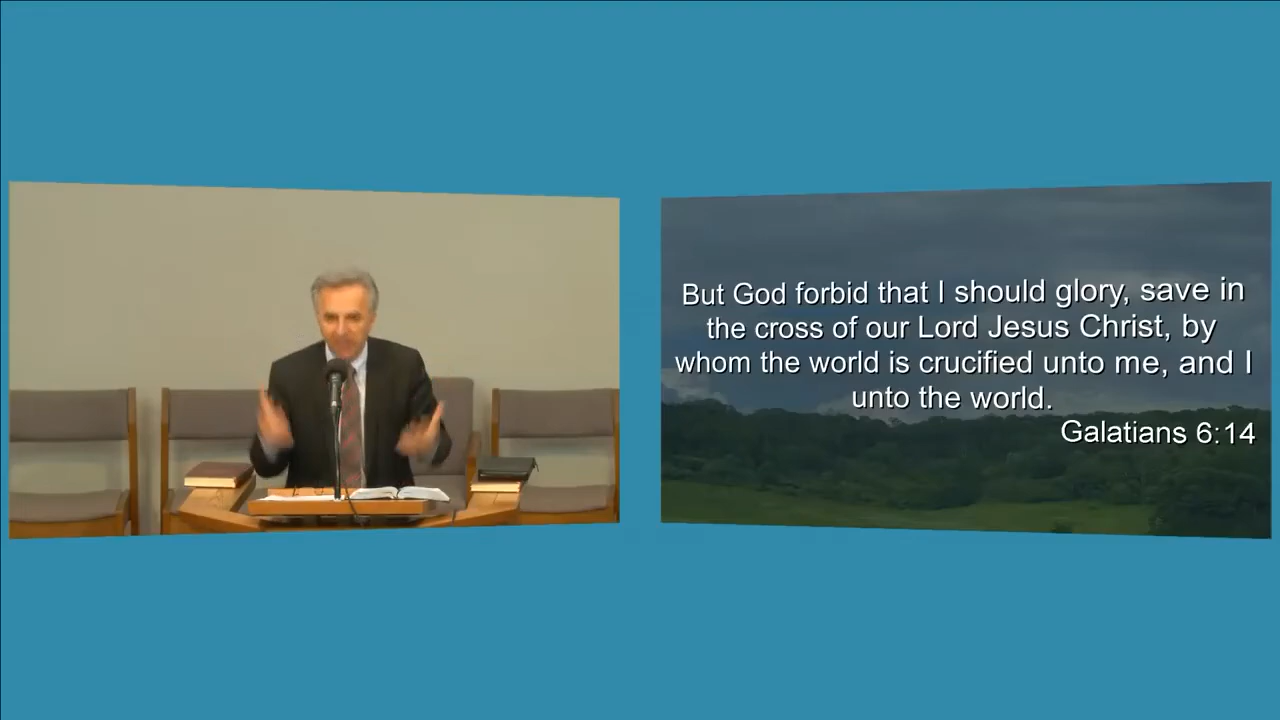 But God forbid that I should glory, save in
the cross of our Lord Jesus Christ, by
whom the world is crucified unto me, and I
unto the world.
Galatians 6:14